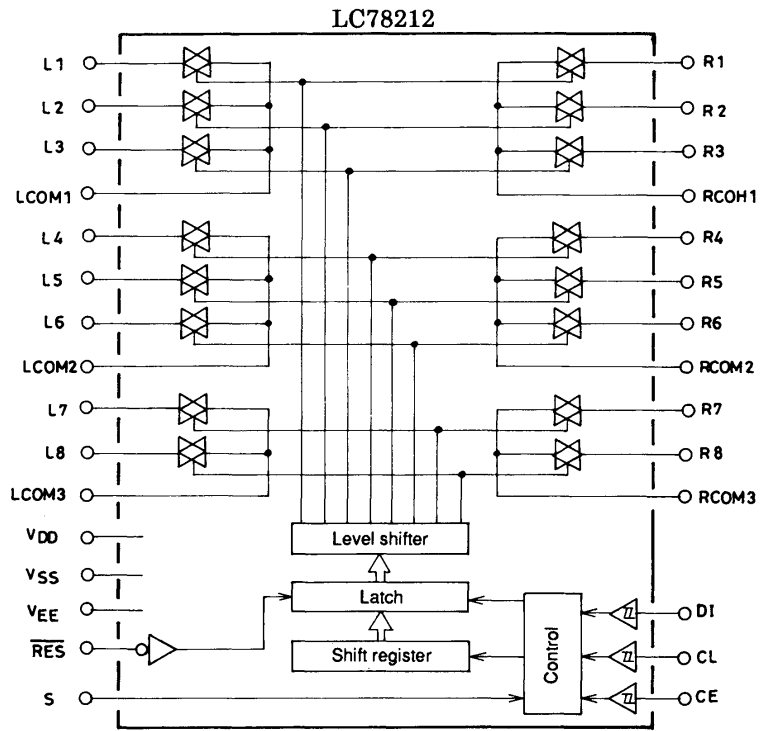 LC78212
L1
R1
L2
R2
L3
R3
LCOM1
RCOH1
L4
R4
L5
R5
L6
R6
LCOM2
RCOM2
L7
R7
L8
R8
LCOM3
RCOM3
VDD
Level shifter
VSS
Latch
VEE
DI
RES
Shift register
Control
CL
S
CE